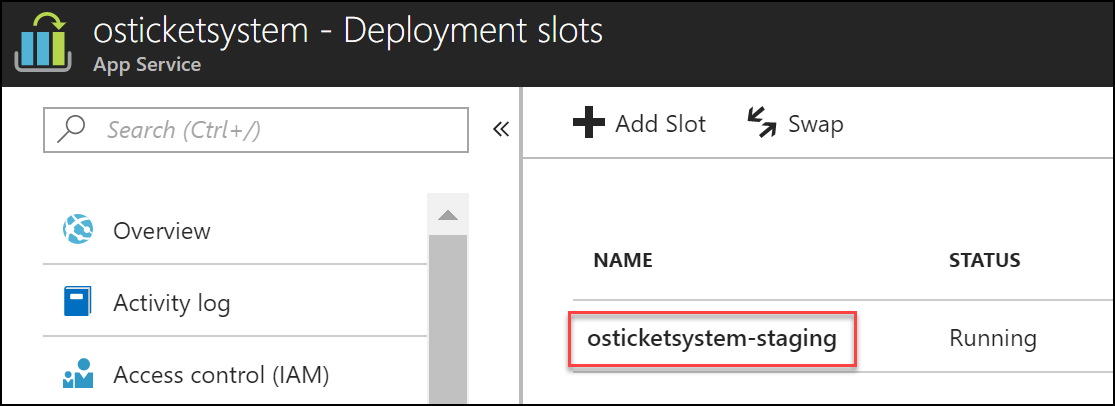 osticketsystem - Deployment slots
App Service
Search (Ctrl+/)
«
Overview
Activity log
Access control (IAM)
Add Slot
Swap
NAME
STATUS
osticketsystem-staging
Running